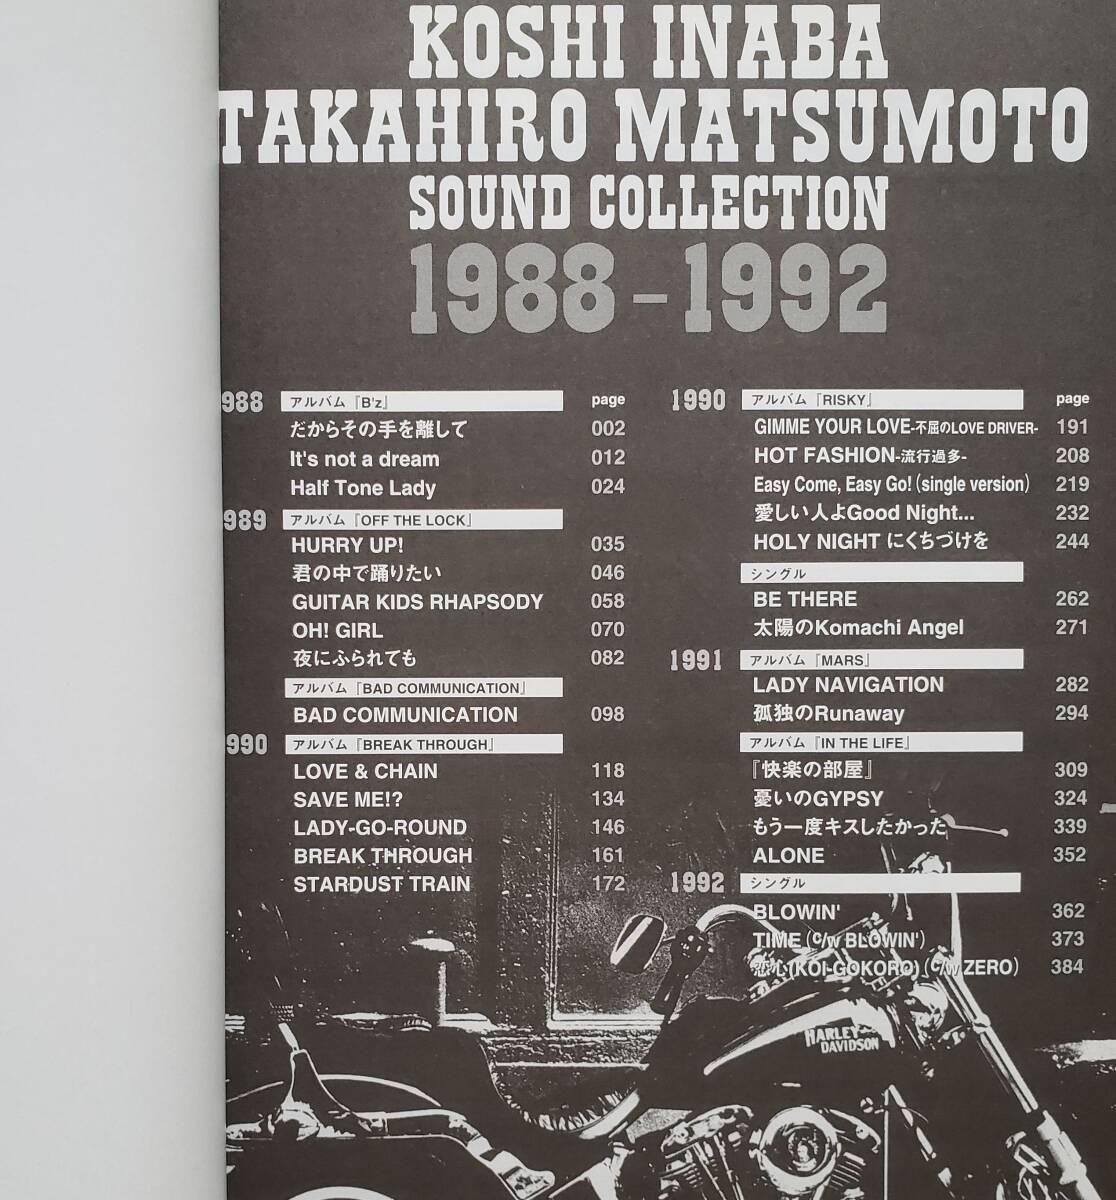 KOSHI INABA
TAKAHIRO MATSUMOTO
SOUND COLLECTION
1988-1992
988 アルバム『B'z』 page
だからその手を離して 002
It's not a dream 012
Half Tone Lady 024
989 アルバム『OFF THE LOCK』
HURRY UP! 035
君の中で踊りたい 046
GUITAR KIDS RHAPSODY 058
OH! GIRL 070
夜にふられても 082
アルバム『BAD COMMUNICATION』
BAD COMMUNICATION 098
990 アルバム『BREAK THROUGH』
LOVE & CHAIN 118
SAVE ME!? 134
LADY-GO-ROUND 146
BREAK THROUGH 161
STARDUST TRAIN 172
1990 アルバム『RISKY』 page
GIMME YOUR LOVE-不屈のLOVE DRIVER- 191
HOT FASHION-流行過多- 208
Easy Come, Easy Go!(single version) 219
愛しい人よGood Night... 232
HOLY NIGHT にくちづけを 244
シングル
BE THERE 262
太陽のKomachi Angel 271
1991 アルバム『MARS』
LADY NAVIGATION 282
孤独のRunaway 294
アルバム『IN THE LIFE』
『快楽の部屋』 309
憂いのGYPSY 324
もう一度キスしたかった 339
ALONE 352
1992 シングル
BLOWIN' 362
TIME (c/w BLOWIN') 373
恋心(KOI-GOKORO) (c/w ZERO) 384
HARLEY
DAVIDSON